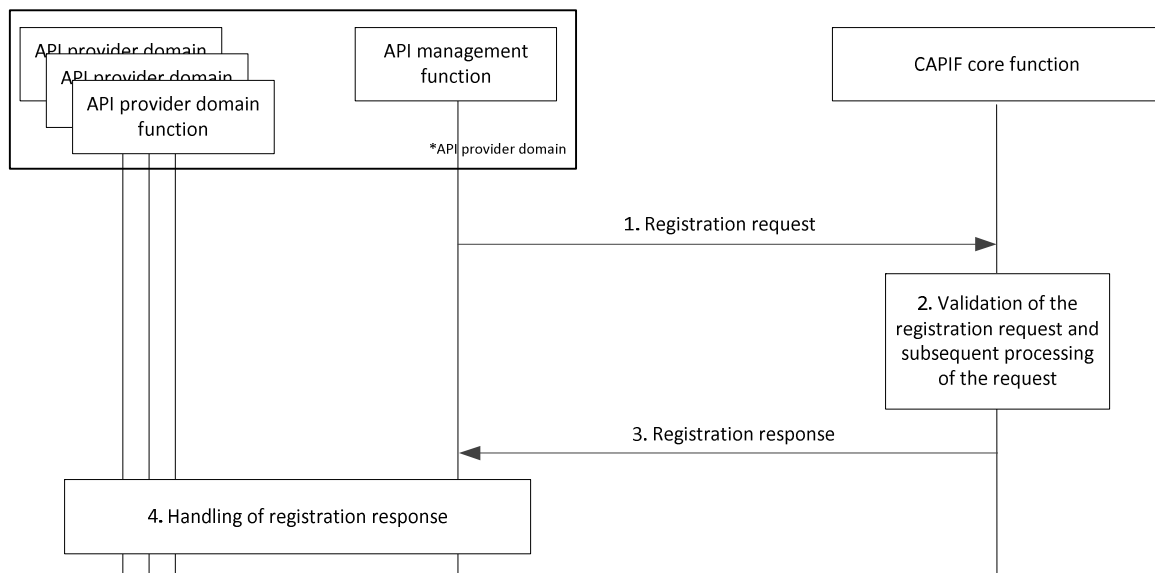 API provider domain
API provider domain
API provider domain
function
API management
function
CAPIF core function
*API provider domain
1. Registration request
2. Validation of the
registration request and
subsequent processing
of the request
3. Registration response
4. Handling of registration response